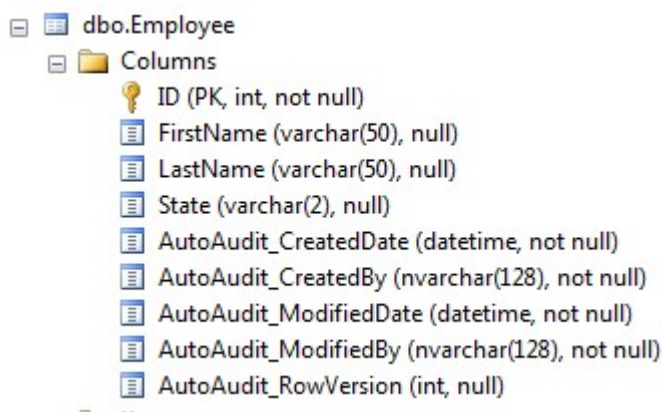 dbo.Employee
Columns
ID (PK, int, not null)
FirstName (varchar(50), null)
LastName (varchar(50), null)
State (varchar(2), null)
AutoAudit_CreatedDate (datetime, not null)
AutoAudit_CreatedBy (nvarchar(128), not null)
AutoAudit_ModifiedDate (datetime, not null)
AutoAudit_ModifiedBy (nvarchar(128), not null)
AutoAudit_RowVersion (int, null)